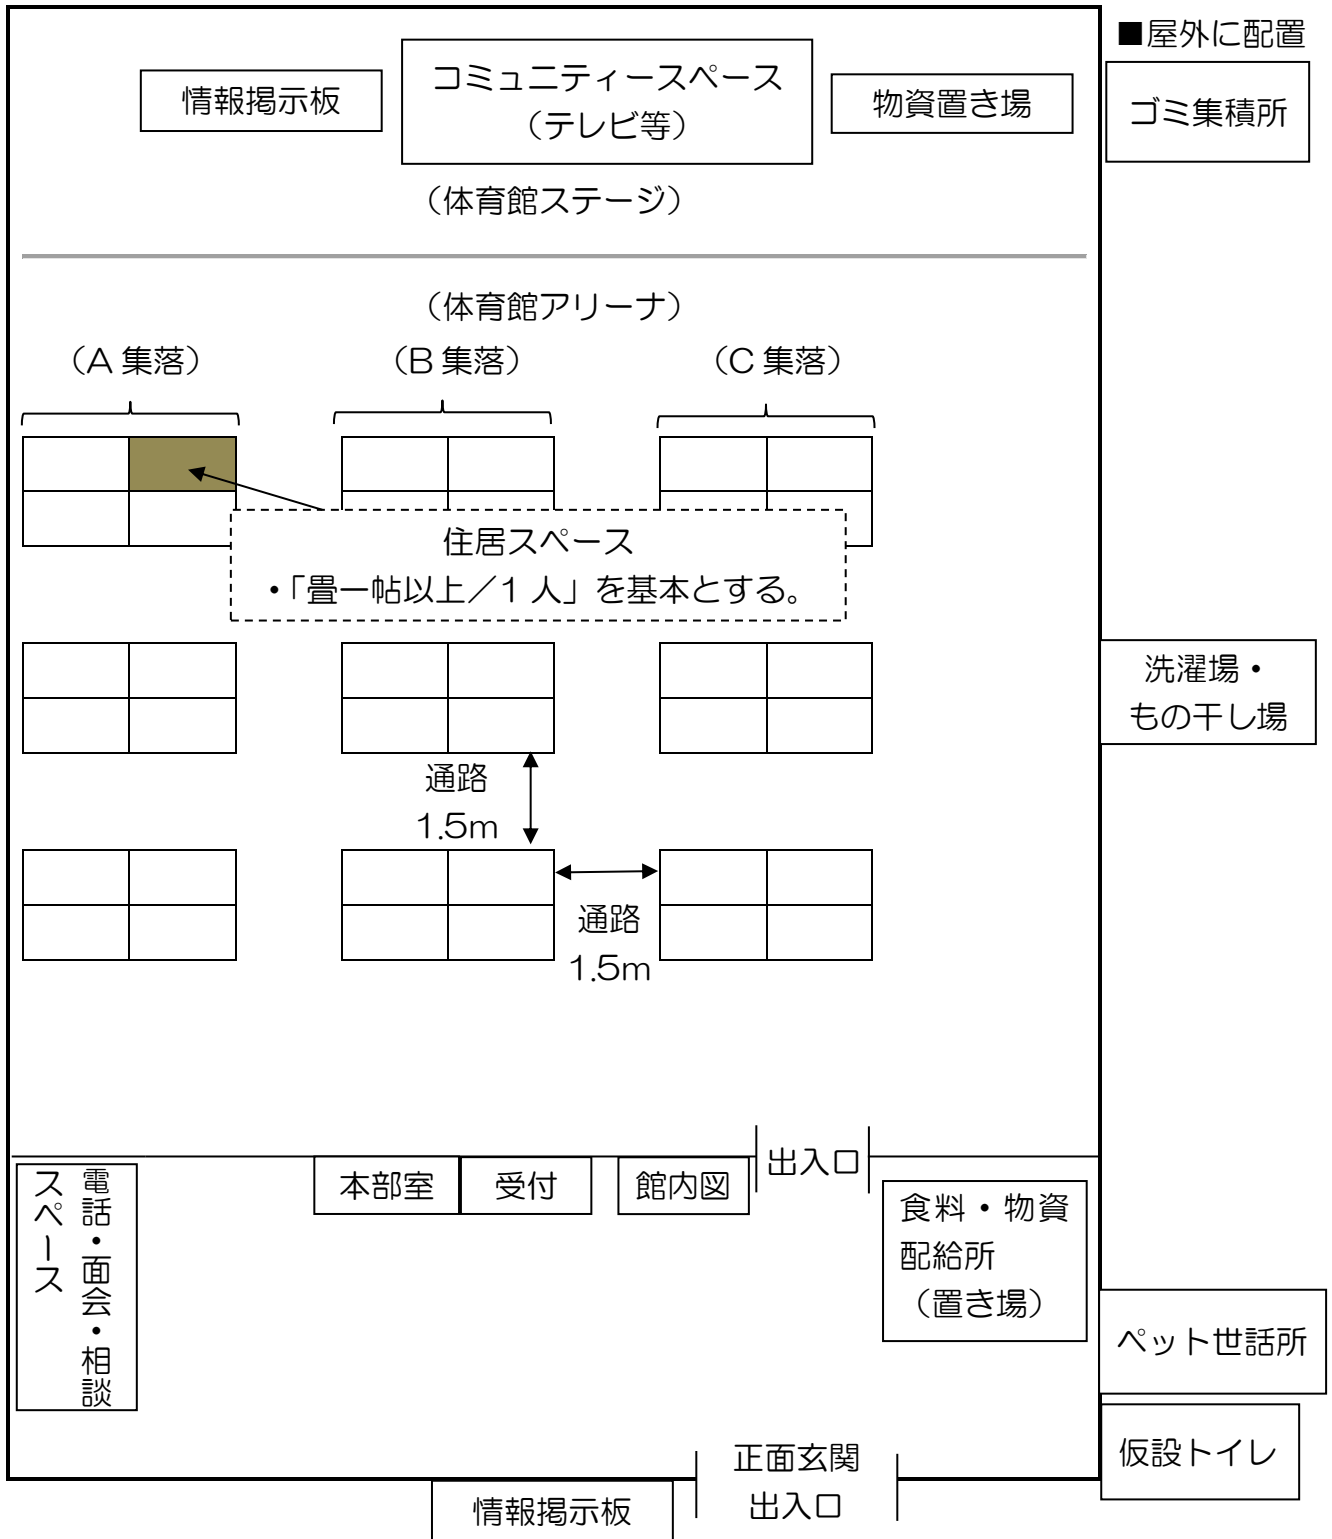 ■屋外に配置
情報掲示板
コミュニティースペース
（テレビ等）
物資置き場
ゴミ集積所
（体育館ステージ）
（体育館アリーナ）
（A 集落）
（B 集落）
（C 集落）
住居スペース
・「畳一帖以上／1 人」を基本とする。
洗濯場・
もの干し場
通路
1.5m
通路
1.5m
出入口
電話・面会・相談
スペース
本部室
受付
館内図
食料・物資
配給所
（置き場）
ペット世話所
仮設トイレ
正面玄関
出入口
情報掲示板